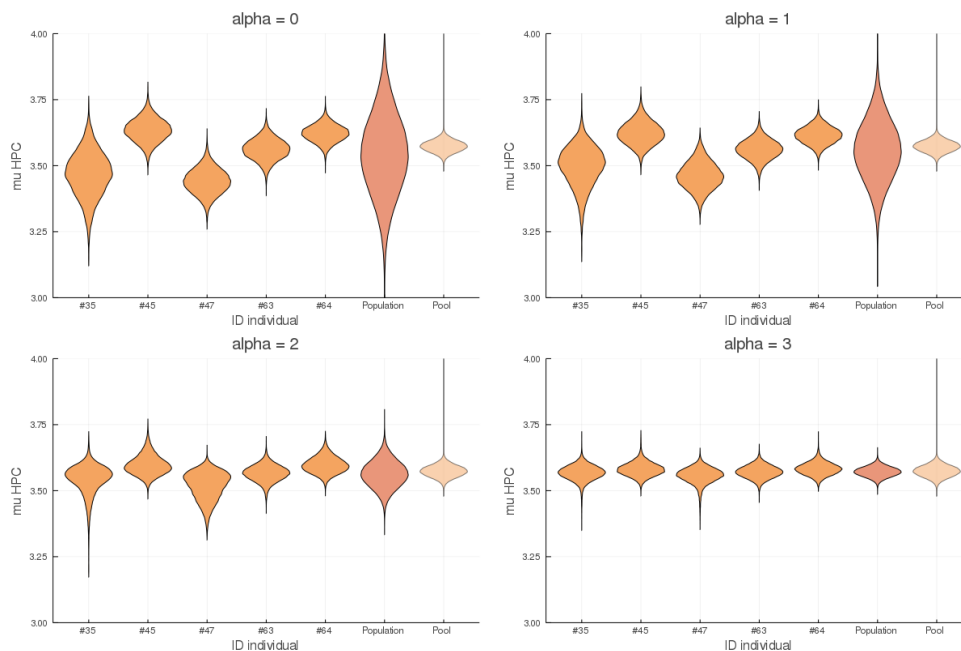 alpha = 0
4.00
3.75
3.50
3.25
3.00
mu HPC
#35 #45 #47 #63 #64 Population Pool
ID individual
alpha = 1
4.00
3.75
3.50
3.25
3.00
mu HPC
#35 #45 #47 #63 #64 Population Pool
ID individual
alpha = 2
4.00
3.75
3.50
3.25
3.00
mu HPC
#35 #45 #47 #63 #64 Population Pool
ID individual
alpha = 3
4.00
3.75
3.50
3.25
3.00
mu HPC
#35 #45 #47 #63 #64 Population Pool
ID individual